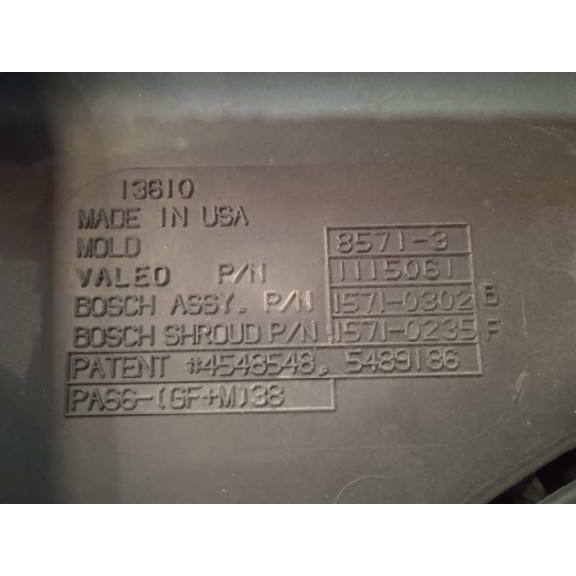 13610
MADE IN USA
MOLD 8571-3
VALEO P/N 1115061
BOSCH ASSY. P/N 1571-0302 B
BOSCH SHROUD P/N 1571-0235 F
PATENT #4548548, 5489186
PA66-(GF+M)38